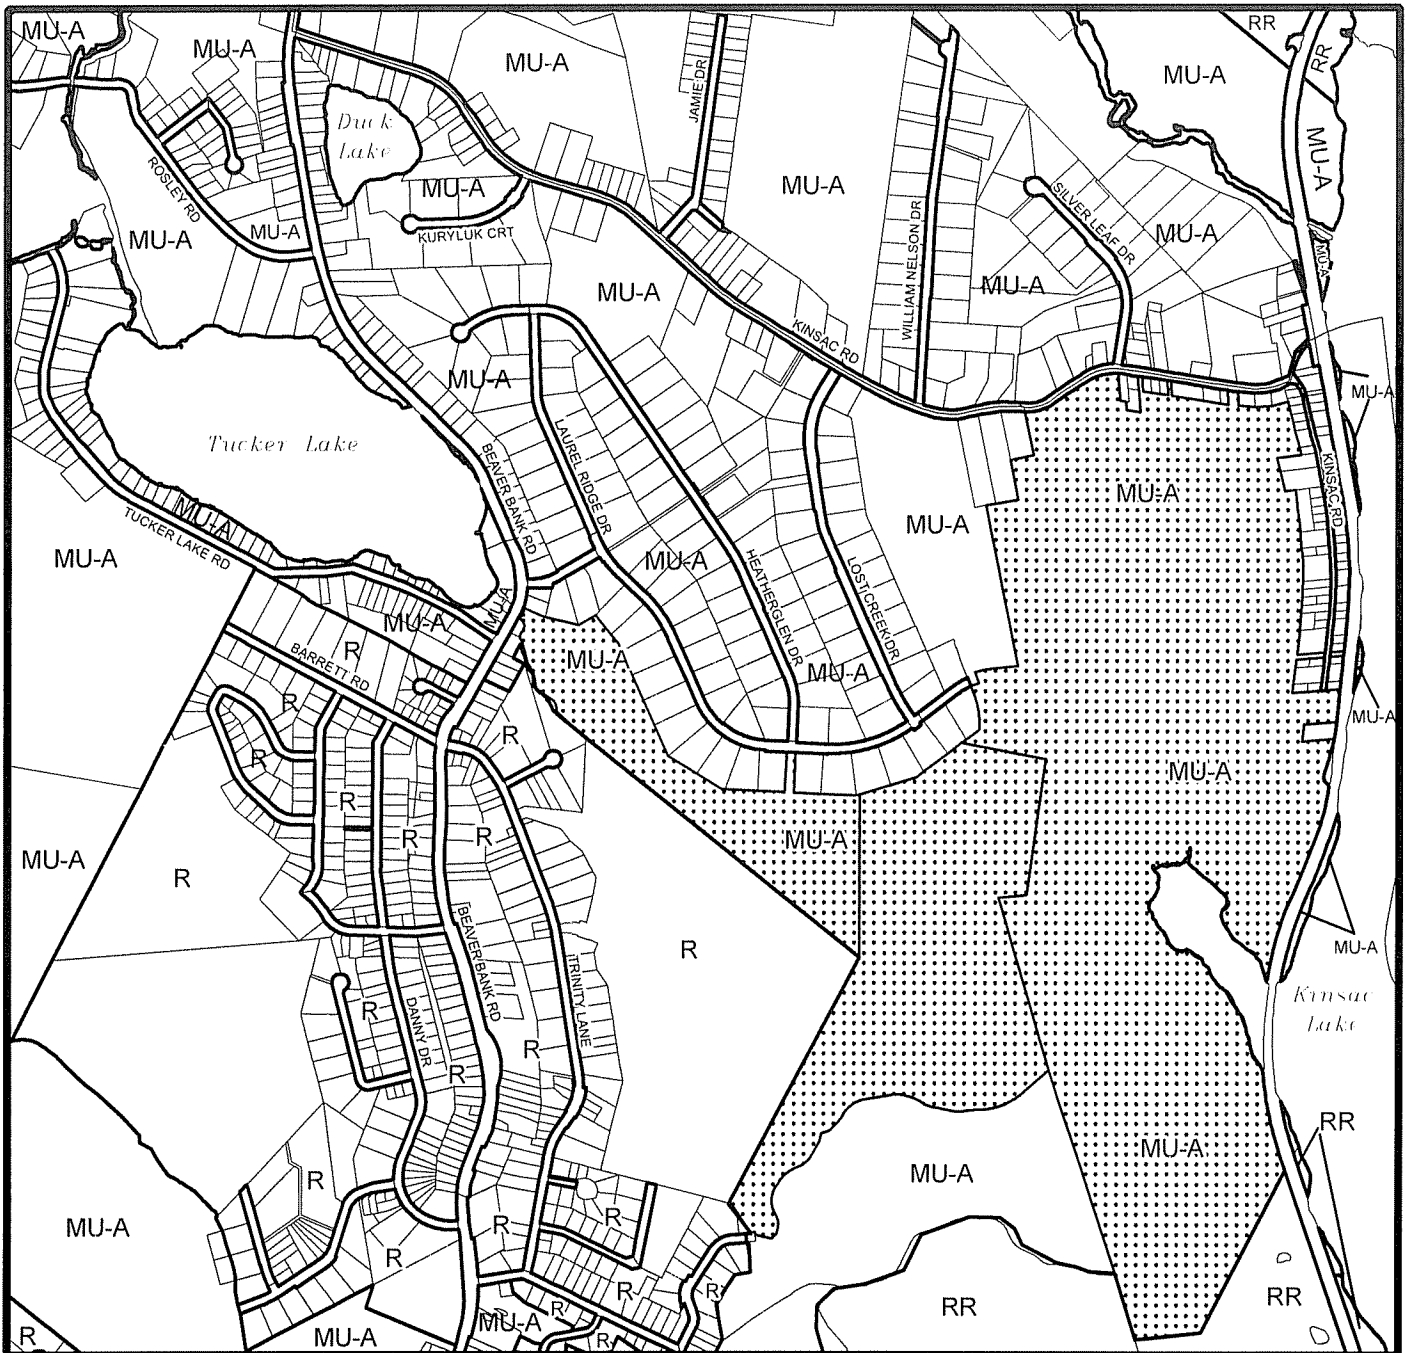 MU-A
MU-A
MU-A
RR
RR
MU-A
JAMIE DR
Duck
Lake
MU-A
MU-A
MU-A
ROSLEY RD
MU-A
MU-A
KURYLUK CRT
WILLIAM NELSON DR
SILVER LEAF DR
MU-A
MU-A
MU-A
MU-A
KINSAC RD
MU-A
MU-A
Tucker Lake
BEAVER BANK RD
LAUREL RIDGE DR
MU-A
MU-A
KINSAC RD
MU-A
TUCKER LAKE RD
MU-A
MU-A
MU-A
HEATHERGLEN DR
LOST CREEK DR
MU-A
MU-A
BARRETT RD
R
MU-A
MU-A
R
R
MU-A
R
MU-A
R
R
R
MU-A
MU-A
R
BEAVER BANK RD
R
TRINITY LANE
MU-A
Kinsac
Lake
R
DANNY DR
R
R
RR
MU-A
MU-A
R
MU-A
R
R
R
R
R
RR
RR
R
MU-A
MU-A
R
R